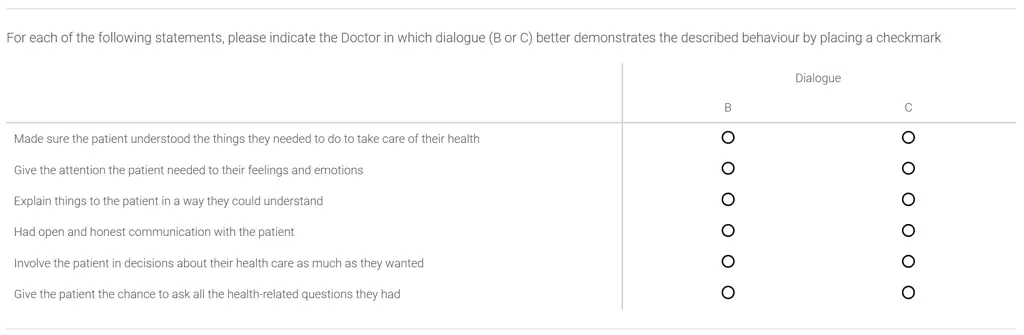 For each of the following statements, please indicate the Doctor in which dialogue (B or C) better demonstrates the described behaviour by placing a checkmark
Dialogue
B C
Made sure the patient understood the things they needed to do to take care of their health
Give the attention the patient needed to their feelings and emotions
Explain things to the patient in a way they could understand
Had open and honest communication with the patient
Involve the patient in decisions about their health care as much as they wanted
Give the patient the chance to ask all the health-related questions they had